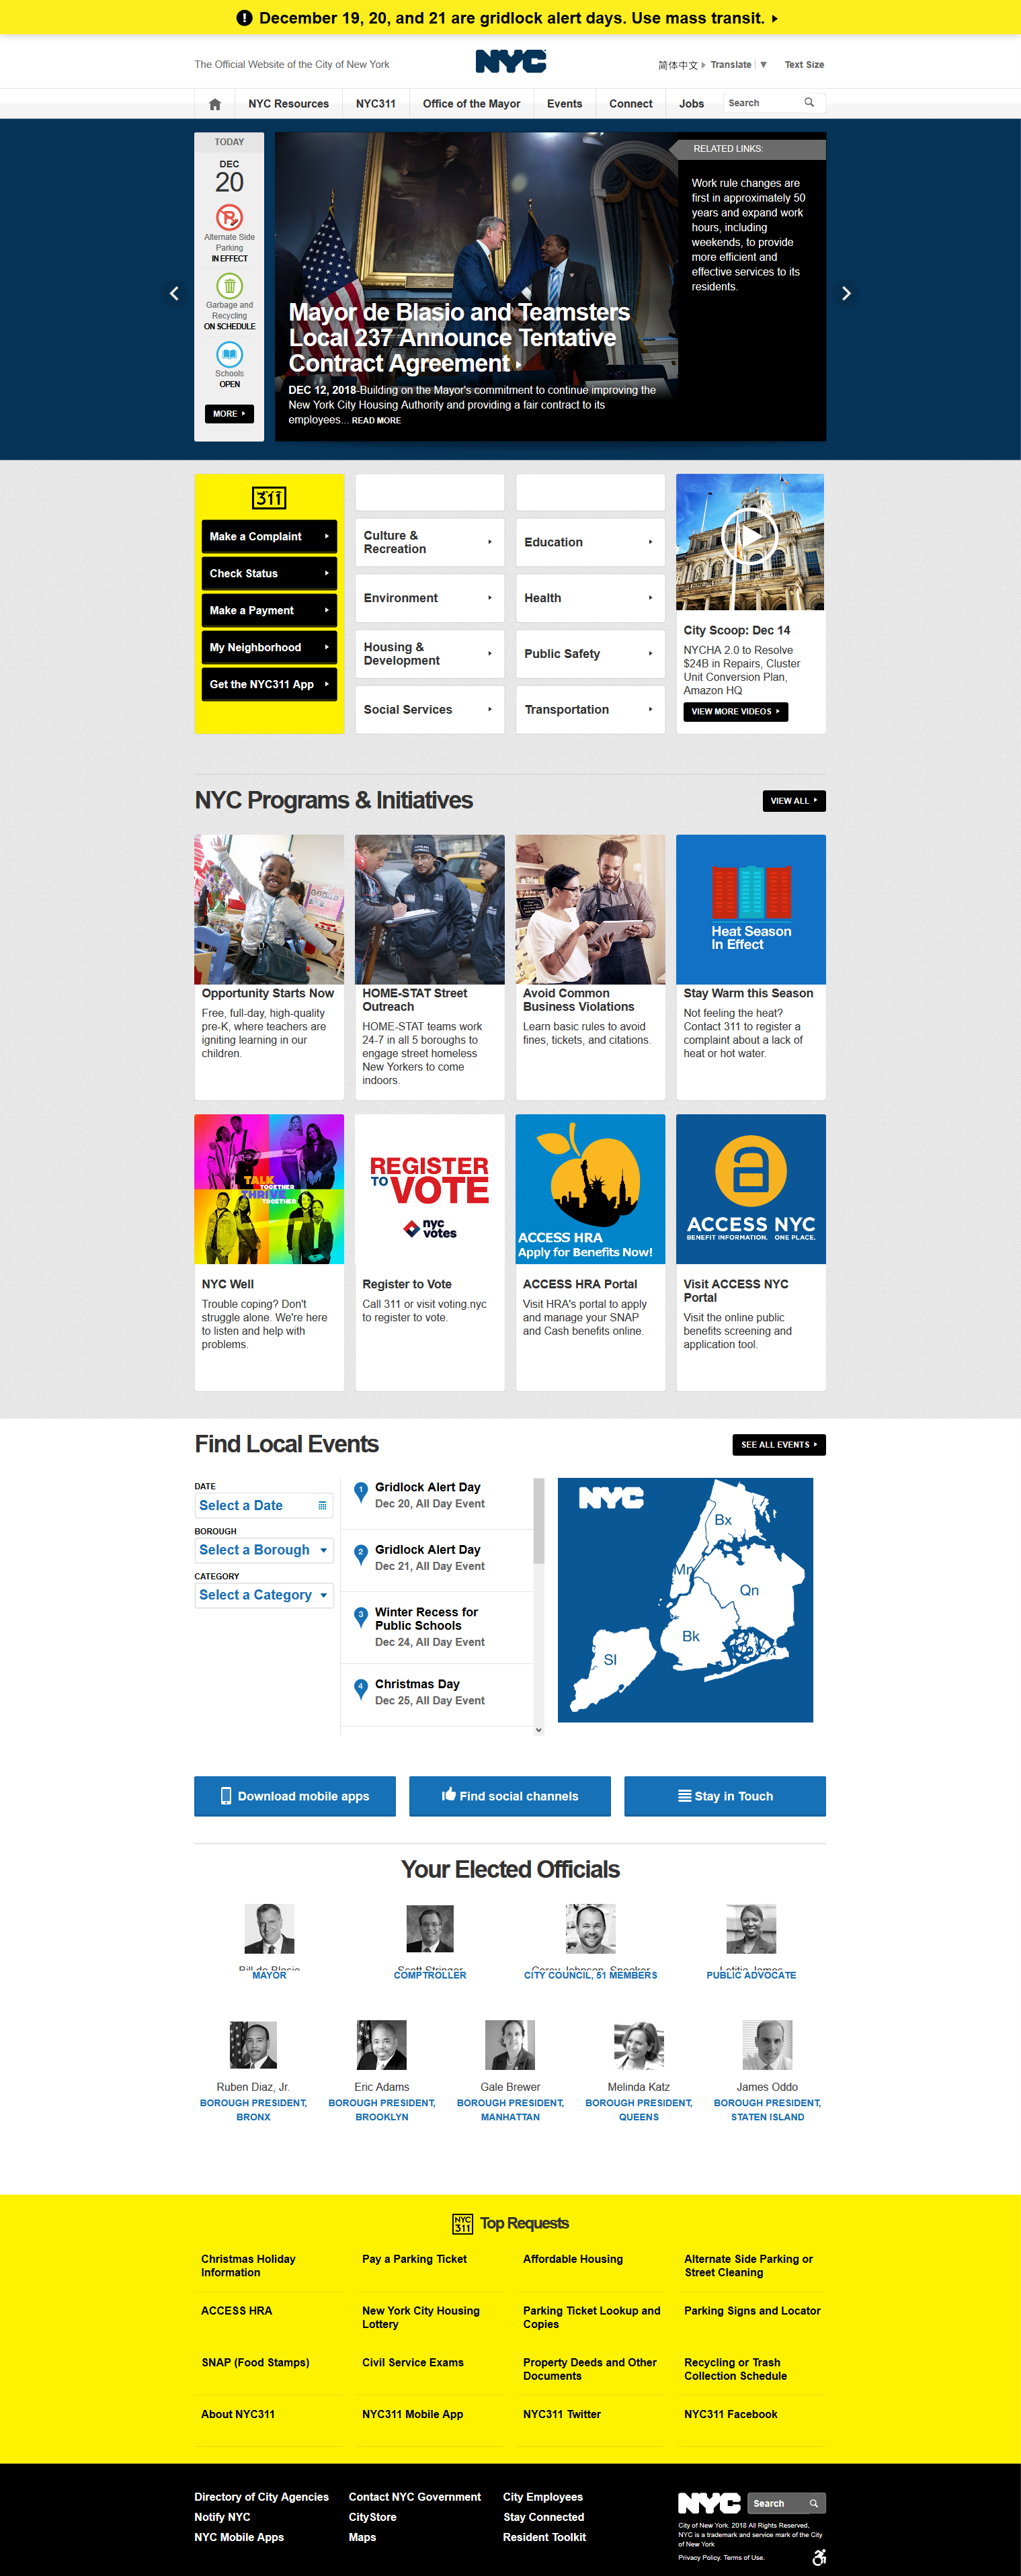 December 19, 20, and 21 are gridlock alert days. Use mass transit.
The Official Website of the City of New York
NYC
简体中文
Translate
Text Size
NYC Resources
NYC311
Office of the Mayor
Events
Connect
Jobs
Search
TODAY
DEC
20
Alternate Side
Parking
IN EFFECT
Garbage and
Recycling
ON SCHEDULE
Schools
OPEN
MORE
Mayor de Blasio and Teamsters
Local 237 Announce Tentative
Contract Agreement
DEC 12, 2018-Building on the Mayor's commitment to continue improving the
New York City Housing Authority and providing a fair contract to its
employees... READ MORE
RELATED LINKS:
Work rule changes are
first in approximately 50
years and expand work
hours, including
weekends, to provide
more efficient and
effective services to its
residents.
311
Make a Complaint
Check Status
Make a Payment
My Neighborhood
Get the NYC311 App
Culture &
Recreation
Education
Environment
Health
Housing &
Development
Public Safety
Social Services
Transportation
City Scoop: Dec 14
NYCHA 2.0 to Resolve
$24B in Repairs, Cluster
Unit Conversion Plan,
Amazon HQ
VIEW MORE VIDEOS
NYC Programs & Initiatives
VIEW ALL
Opportunity Starts Now
Free, full-day, high-quality
pre-K, where teachers are
igniting learning in our
children.
HOME-STAT Street
Outreach
HOME-STAT teams work
24-7 in all 5 boroughs to
engage street homeless
New Yorkers to come
indoors.
Avoid Common
Business Violations
Learn basic rules to avoid
fines, tickets, and citations.
Heat Season
In Effect
Stay Warm this Season
Not feeling the heat?
Contact 311 to register a
complaint about a lack of
heat or hot water.
TALK
TOGETHER
THRIVE
TOGETHER
NYC Well
Trouble coping? Don't
struggle alone. We're here
to listen and help with
problems.
REGISTER
TO VOTE
nyc
votes
Register to Vote
Call 311 or visit voting.nyc
to register to vote.
ACCESS HRA
Apply for Benefits Now!
ACCESS HRA Portal
Visit HRA's portal to apply
and manage your SNAP
and Cash benefits online.
ACCESS NYC
BENEFIT INFORMATION. ONE PLACE.
Visit ACCESS NYC
Portal
Visit the online public
benefits screening and
application tool.
Find Local Events
SEE ALL EVENTS
DATE
Select a Date
BOROUGH
Select a Borough
CATEGORY
Select a Category
1
Gridlock Alert Day
Dec 20, All Day Event
2
Gridlock Alert Day
Dec 21, All Day Event
3
Winter Recess for
Public Schools
Dec 24, All Day Event
4
Christmas Day
Dec 25, All Day Event
NYC
Bx
Mn
Qn
Bk
SI
Download mobile apps
Find social channels
Stay in Touch
Your Elected Officials
Bill de Blasio
MAYOR
Scott Stringer
COMPTROLLER
Corey Johnson, Speaker
CITY COUNCIL, 51 MEMBERS
Letitia James
PUBLIC ADVOCATE
Ruben Diaz, Jr.
BOROUGH PRESIDENT,
BRONX
Eric Adams
BOROUGH PRESIDENT,
BROOKLYN
Gale Brewer
BOROUGH PRESIDENT,
MANHATTAN
Melinda Katz
BOROUGH PRESIDENT,
QUEENS
James Oddo
BOROUGH PRESIDENT,
STATEN ISLAND
NYC
311
Top Requests
Christmas Holiday
Information
Pay a Parking Ticket
Affordable Housing
Alternate Side Parking or
Street Cleaning
ACCESS HRA
New York City Housing
Lottery
Parking Ticket Lookup and
Copies
Parking Signs and Locator
SNAP (Food Stamps)
Civil Service Exams
Property Deeds and Other
Documents
Recycling or Trash
Collection Schedule
About NYC311
NYC311 Mobile App
NYC311 Twitter
NYC311 Facebook
Directory of City Agencies
Contact NYC Government
City Employees
Notify NYC
CityStore
Stay Connected
NYC Mobile Apps
Maps
Resident Toolkit
NYC
Search
City of New York. 2018 All Rights Reserved,
NYC is a trademark and service mark of the City
of New York
Privacy Policy. Terms of Use.